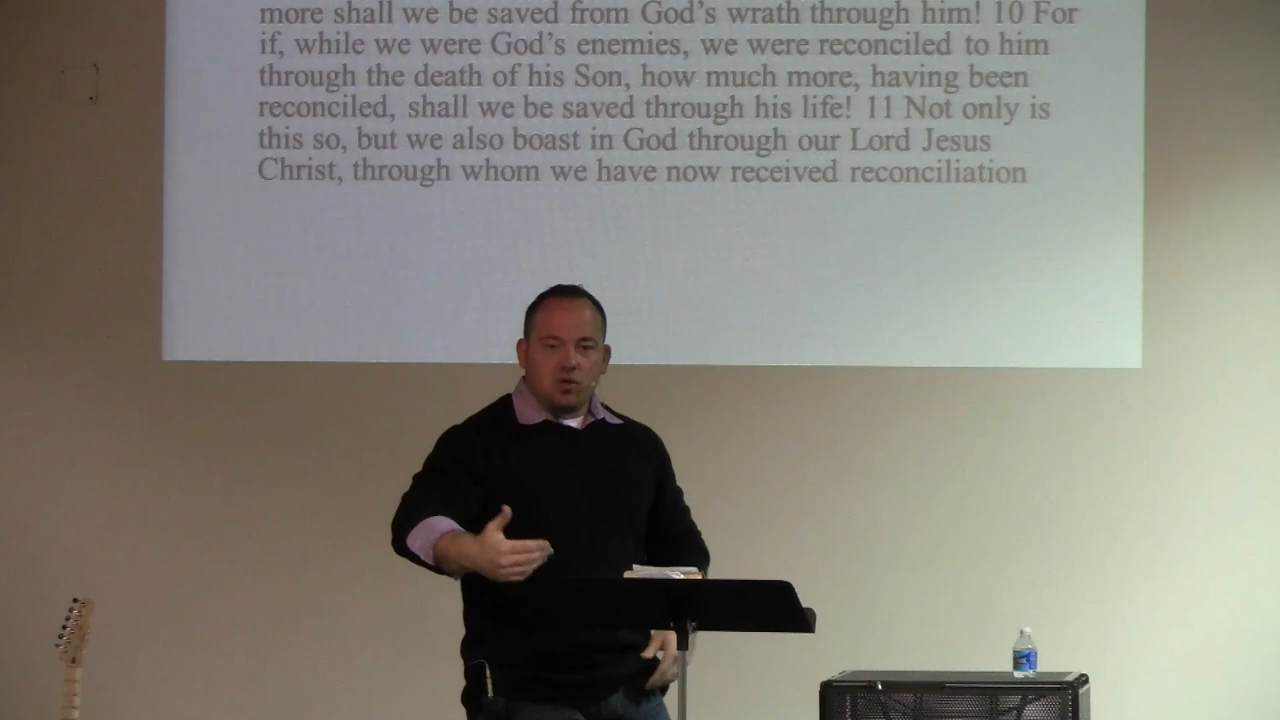 more shall we be saved from God's wrath through him! 10 For
if, while we were God's enemies, we were reconciled to him
through the death of his Son, how much more, having been
reconciled, shall we be saved through his life! 11 Not only is
this so, but we also boast in God through our Lord Jesus
Christ, through whom we have now received reconciliation